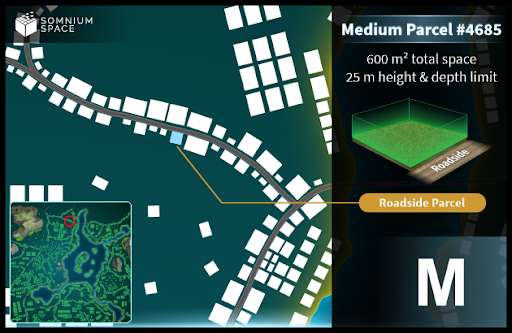 SOMNIUM
SPACE
Medium Parcel #4685
600 m² total space
25 m height & depth limit
Roadside
Roadside Parcel
M